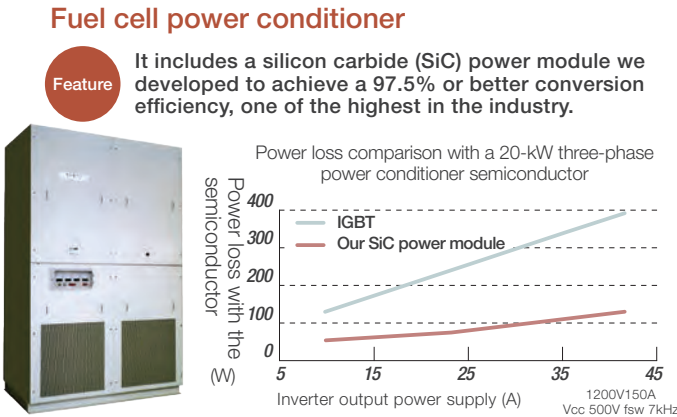 Fuel cell power conditioner
Feature
It includes a silicon carbide (SiC) power module we
developed to achieve a 97.5% or better conversion
efficiency, one of the highest in the industry.
Power loss comparison with a 20-kW three-phase
power conditioner semiconductor
Power loss with the
semiconductor
(W)
400
300
200
100
0
IGBT
Our SiC power module
5
15
25
35
45
Inverter output power supply (A)
1200V150A
Vcc 500V fsw 7kHz